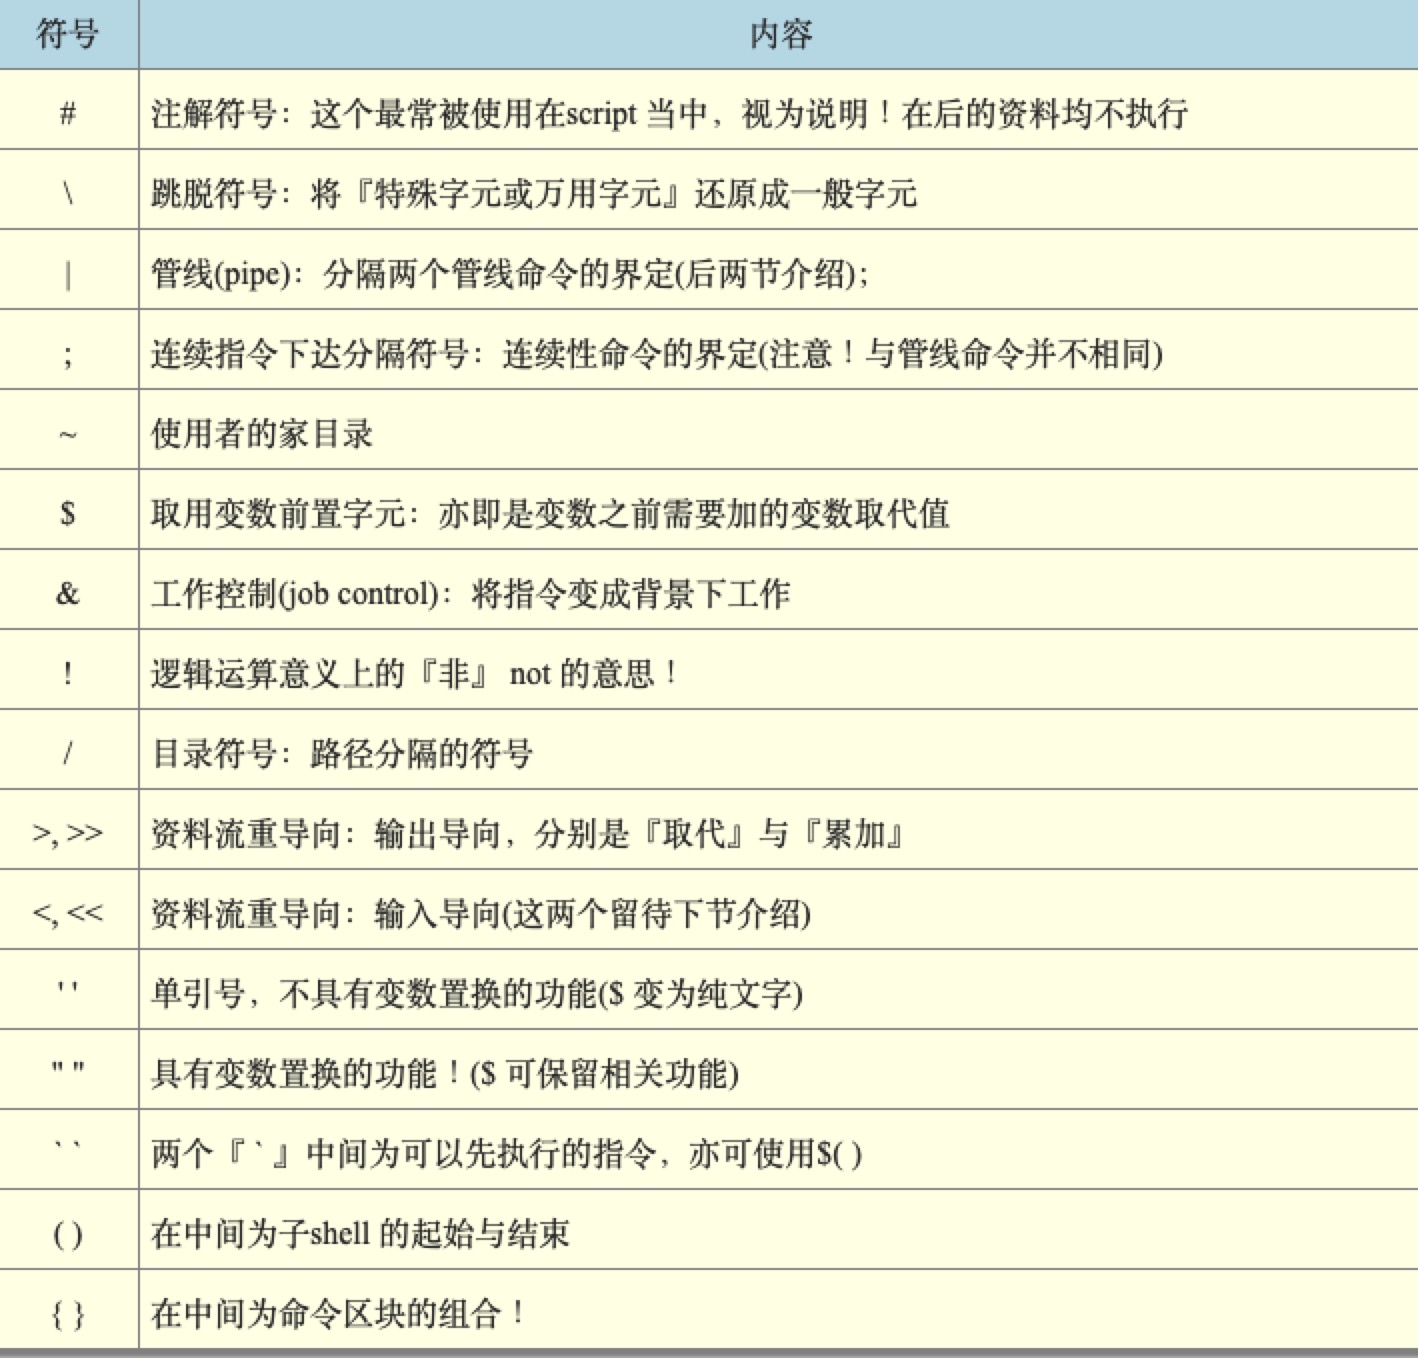 符号 内容
# 注解符号：这个最常被使用在script 当中，视为说明！在后的资料均不执行
\ 跳脱符号：将『特殊字元或万用字元』还原成一般字元
| 管线(pipe)：分隔两个管线命令的界定(后两节介绍);
; 连续指令下达分隔符号：连续性命令的界定(注意！与管线命令并不相同)
~ 使用者的家目录
$ 取用变数前置字元：亦即是变数之前需要加的变数取代值
& 工作控制(job control)：将指令变成背景下工作
! 逻辑运算意义上的『非』 not 的意思！
/ 目录符号：路径分隔的符号
>, >> 资料流重导向：输出导向，分别是『取代』与『累加』
<, << 资料流重导向：输入导向(这两个留待下节介绍)
' ' 单引号，不具有变数置换的功能($ 变为纯文字)
" " 具有变数置换的功能！($ 可保留相关功能)
` ` 两个『 ` 』中间为可以先执行的指令，亦可使用$( )
( ) 在中间为子shell 的起始与结束
{ } 在中间为命令区块的组合！